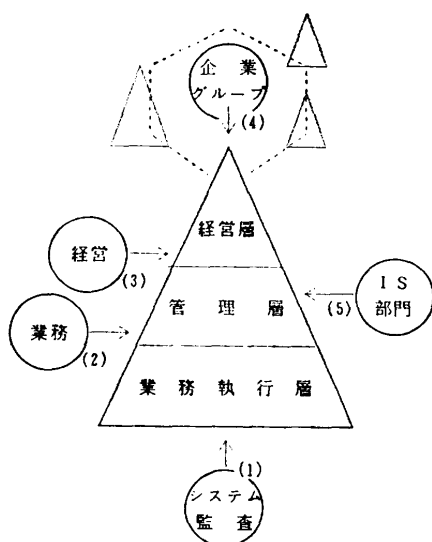 企業
グループ
(4)
経営層
経営
(3)
管理層
IS
部門
(5)
業務
(2)
業務執行層
(1)
システム
監査